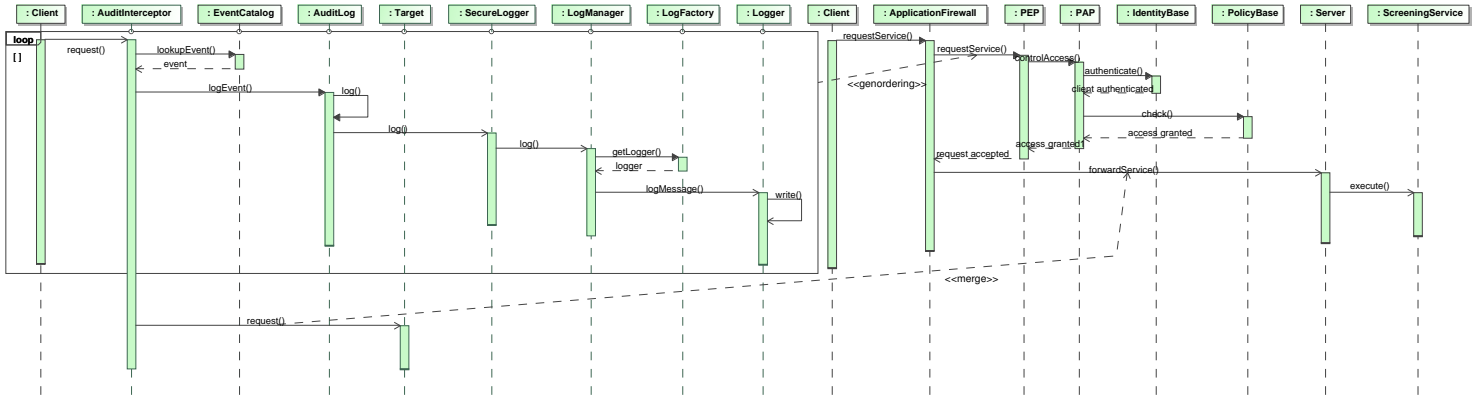 : Client
: AuditInterceptor
: EventCatalog
: AuditLog
: Target
: SecureLogger
: LogManager
: LogFactory
: Logger
: Client
: ApplicationFirewall
: PEP
: PAP
: IdentityBase
: PolicyBase
: Server
: ScreeningService
loop
[ ]
request()
lookupEvent()
event
logEvent()
log()
log()
log()
getLogger()
logger
logMessage()
write()
request()
requestService()
requestService()
controlAccess()
authenticate()
<<genordering>>
client authenticated
check()
access granted
access granted1
request accepted
forwardService()
execute()
<<merge>>